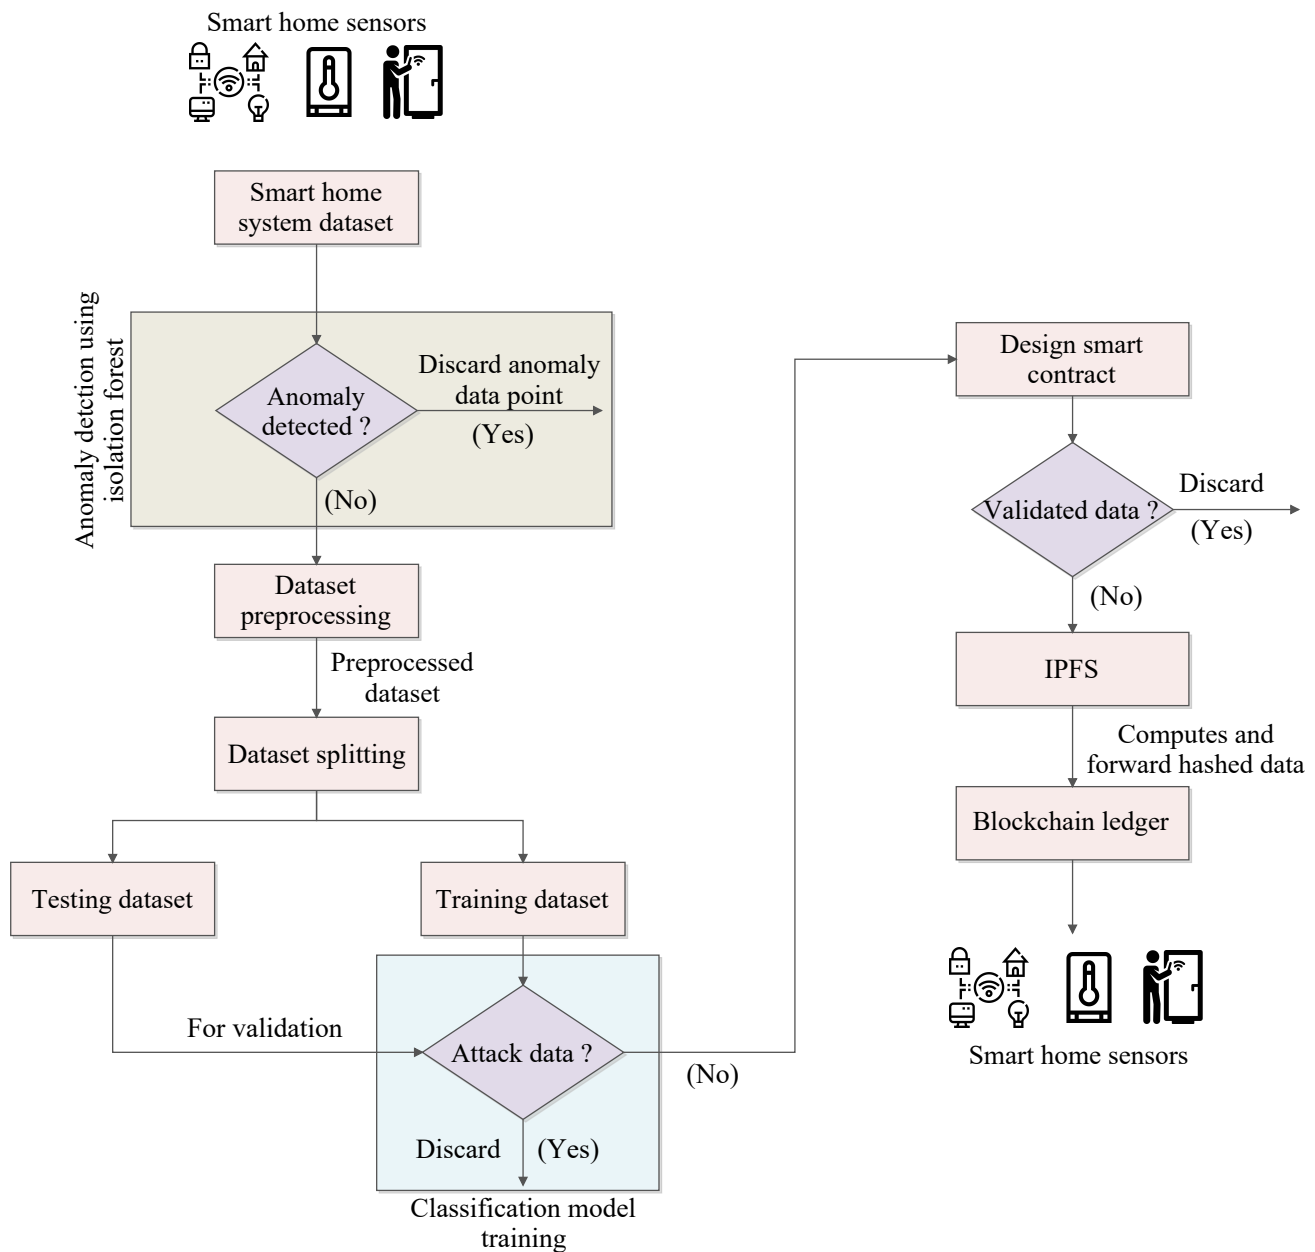 Smart home sensors
Smart home
system dataset
Anomaly detction using
isolation forest
Anomaly
detected ?
Discard anomaly
data point
(Yes)
(No)
Dataset
preprocessing
Preprocessed
dataset
Dataset splitting
Testing dataset
Training dataset
For validation
Attack data ?
(No)
Discard
(Yes)
Classification model
training
Design smart
contract
Validated data ?
Discard
(Yes)
(No)
IPFS
Computes and
forward hashed data
Blockchain ledger
Smart home sensors